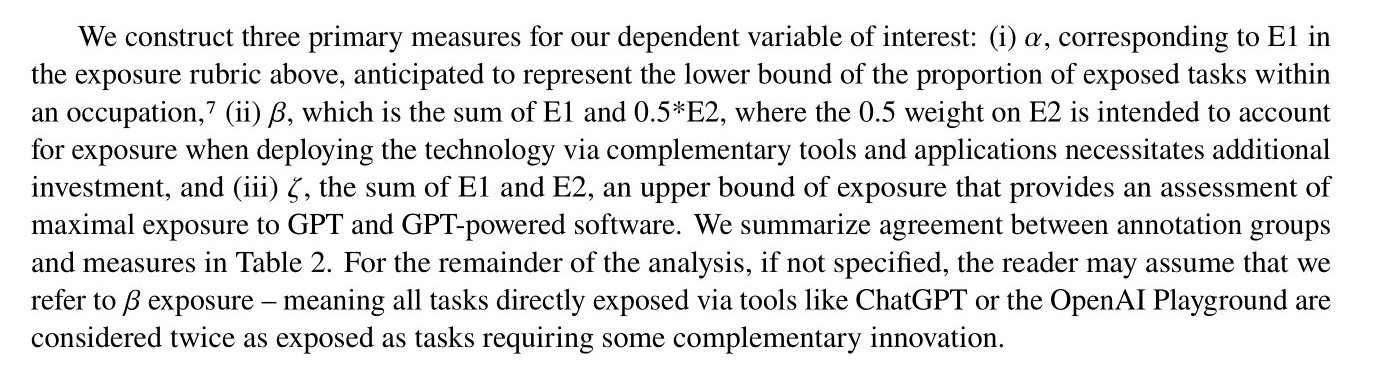 We construct three primary measures for our dependent variable of interest: (i) α, corresponding to E1 in
the exposure rubric above, anticipated to represent the lower bound of the proportion of exposed tasks within
an occupation,⁷ (ii) β, which is the sum of E1 and 0.5*E2, where the 0.5 weight on E2 is intended to account
for exposure when deploying the technology via complementary tools and applications necessitates additional
investment, and (iii) ζ, the sum of E1 and E2, an upper bound of exposure that provides an assessment of
maximal exposure to GPT and GPT-powered software. We summarize agreement between annotation groups
and measures in Table 2. For the remainder of the analysis, if not specified, the reader may assume that we
refer to β exposure – meaning all tasks directly exposed via tools like ChatGPT or the OpenAI Playground are
considered twice as exposed as tasks requiring some complementary innovation.